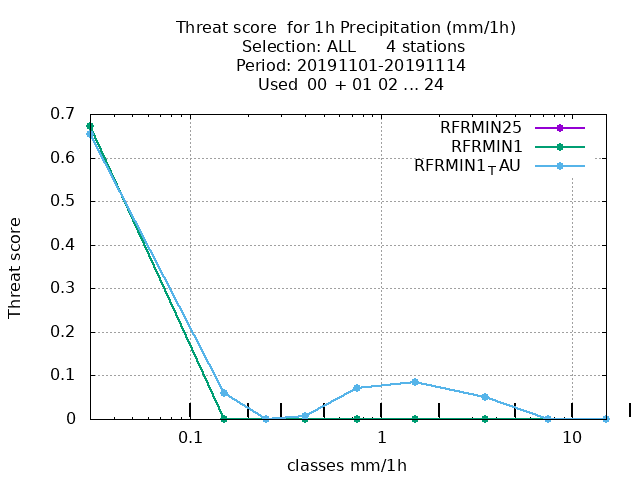 Threat score  for 1h Precipitation (mm/1h)
Selection: ALL      4 stations
Period: 20191101-20191114
Used  00  + 01 02 ... 24
RFRMIN25
RFRMIN1
RFRMIN1TAU
Threat score
0.7
0.6
0.5
0.4
0.3
0.2
0.1
0
0.1 1 10
classes mm/1h